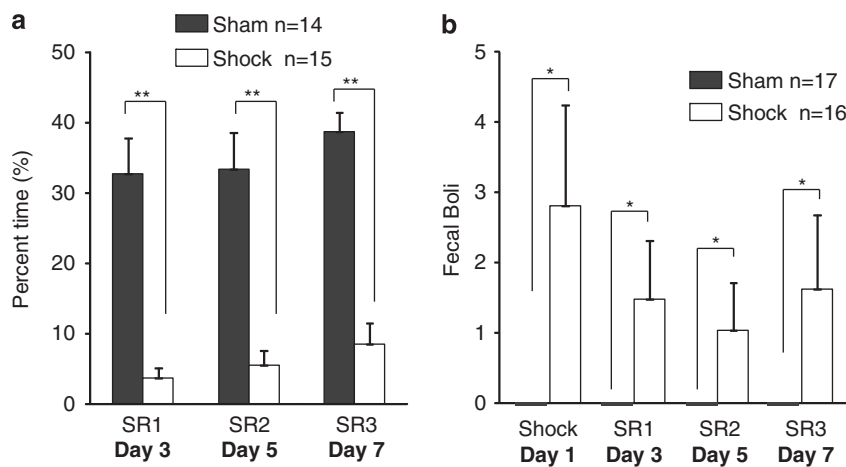 a
Sham n=14
Shock n=15
Percent time (%)
50
40
30
20
10
0
**
**
**
SR1
SR2
SR3
Day 3
Day 5
Day 7
b
Sham n=17
Shock n=16
Fecal Boli
5
4
3
2
1
0
*
*
*
*
Shock
SR1
SR2
SR3
Day 1
Day 3
Day 5
Day 7